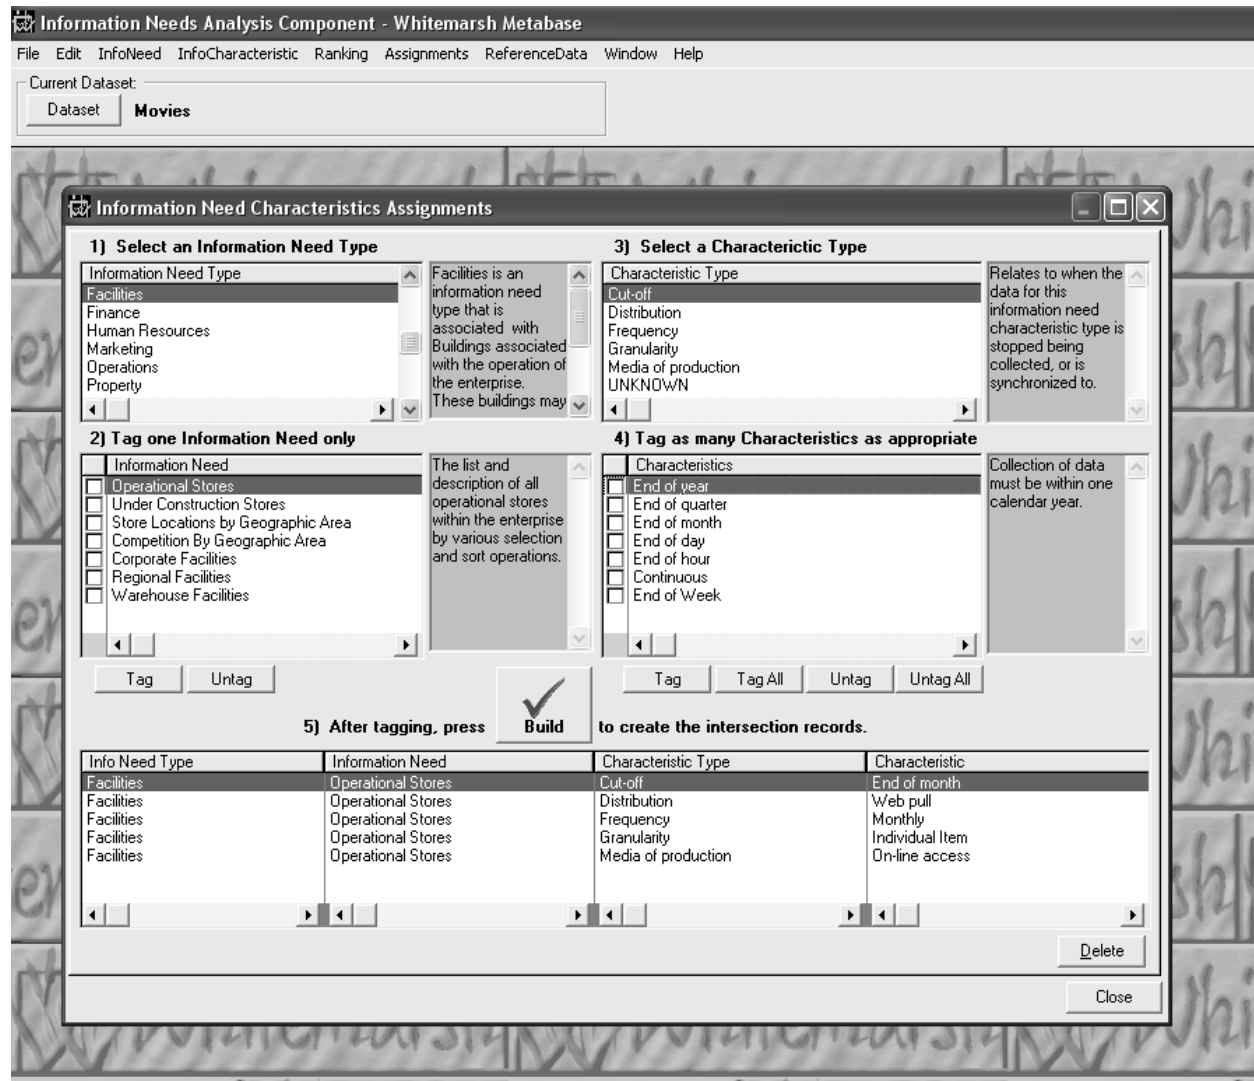 Information Needs Analysis Component - Whitemarsh Metabase
File Edit InfoNeed InfoCharacteristic Ranking Assignments ReferenceData Window Help
Current Dataset:
Dataset Movies
Information Need Characteristics Assignments
1) Select an Information Need Type
Information Need Type
Facilities
Finance
Human Resources
Marketing
Operations
Property
Facilities is an
information need
type that is
associated with
Buildings associated
with the operation of
the enterprise.
These buildings may
3) Select a Characterictic Type
Characteristic Type
Cut-off
Distribution
Frequency
Granularity
Media of production
UNKNOWN
Relates to when the
data for this
information need
characteristic type is
stopped being
collected, or is
synchronized to.
2) Tag one Information Need only
Information Need
Operational Stores
Under Construction Stores
Store Locations by Geographic Area
Competition By Geographic Area
Corporate Facilities
Regional Facilities
Warehouse Facilities
The list and
description of all
operational stores
within the enterprise
by various selection
and sort operations.
Tag Untag
4) Tag as many Characteristics as appropriate
Characteristics
End of year
End of quarter
End of month
End of day
End of hour
Continuous
End of Week
Collection of data
must be within one
calendar year.
Tag Tag All Untag Untag All
5) After tagging, press Build to create the intersection records.
Info Need Type Information Need Characteristic Type Characteristic
Facilities Operational Stores Cut-off End of month
Facilities Operational Stores Distribution Web pull
Facilities Operational Stores Frequency Monthly
Facilities Operational Stores Granularity Individual Item
Facilities Operational Stores Media of production On-line access
Delete
Close